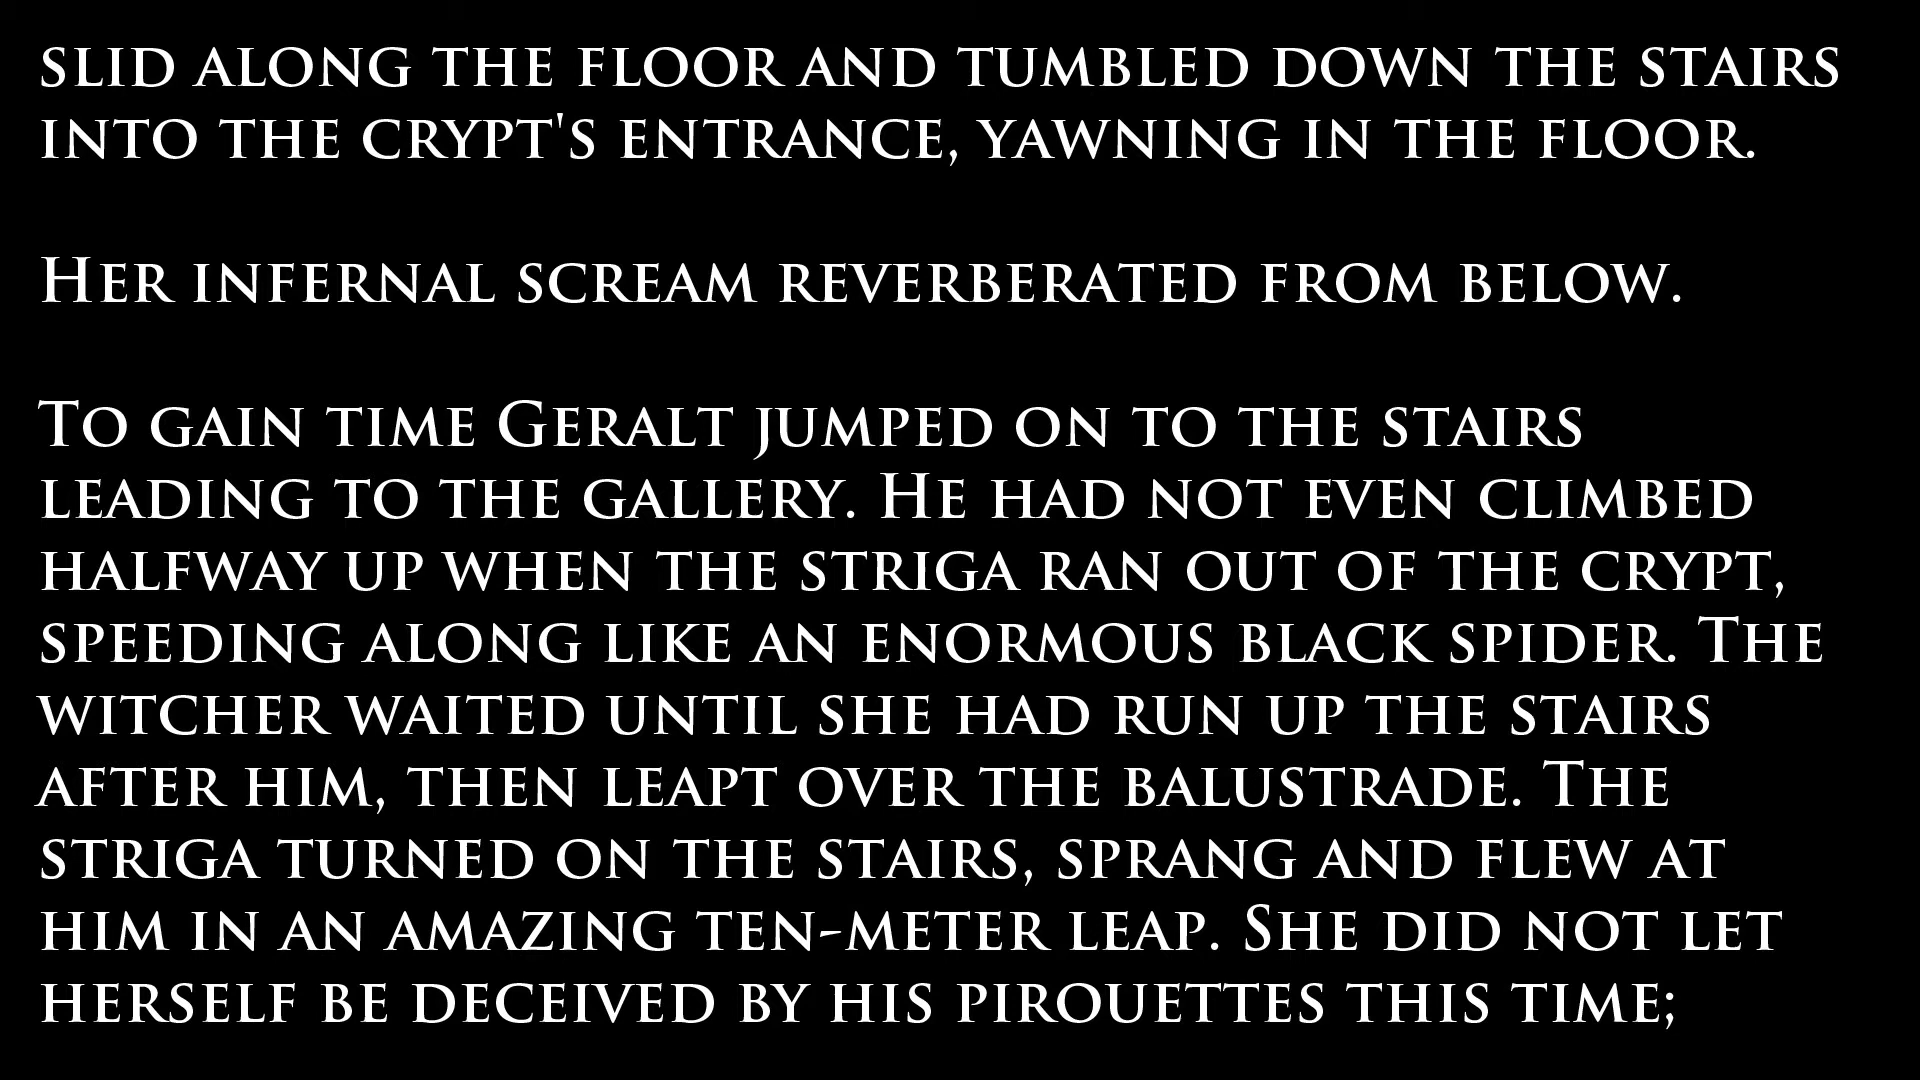 slid along the floor and tumbled down the stairs
into the crypt's entrance, yawning in the floor.
Her infernal scream reverberated from below.
To gain time Geralt jumped on to the stairs
leading to the gallery. He had not even climbed
halfway up when the striga ran out of the crypt,
speeding along like an enormous black spider. The
witcher waited until she had run up the stairs
after him, then leapt over the balustrade. The
striga turned on the stairs, sprang and flew at
him in an amazing ten-meter leap. She did not let
herself be deceived by his pirouettes this time;